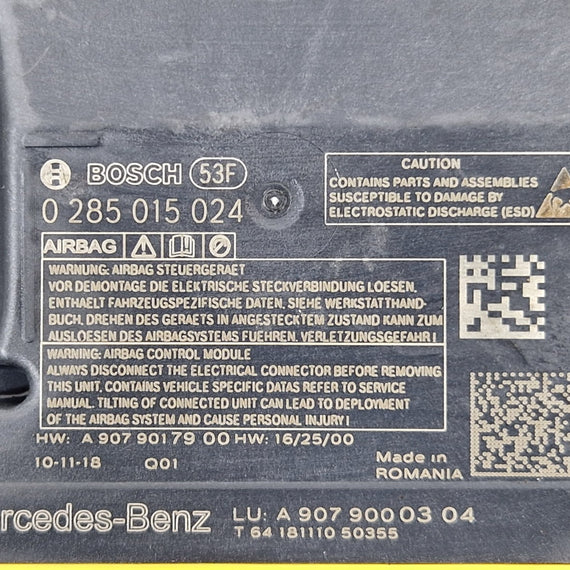 BOSCH 53F
0 285 015 024
CAUTION
CONTAINS PARTS AND ASSEMBLIES
SUSCEPTIBLE TO DAMAGE BY
ELECTROSTATIC DISCHARGE (ESD)
AIRBAG
WARNUNG: AIRBAG STEUERGERAET
VOR DEMONTAGE DIE ELEKTRISCHE STECKVERBINDUNG LOESEN.
ENTHAELT FAHRZEUGSPEZIFISCHE DATEN, SIEHE WERKSTATTHAND-
BUCH. DREHEN DES GERAETS IN ANGESTECKTEM ZUSTAND KANN ZUM
AUSLOESEN DES AIRBAGSYSTEMS FUEHREN. VERLETZUNGSGEFAHR!
WARNING: AIRBAG CONTROL MODULE
ALWAYS DISCONNECT THE ELECTRICAL CONNECTOR BEFORE REMOVING
THIS UNIT. CONTAINS VEHICLE SPECIFIC DATAS REFER TO SERVICE
MANUAL. TILTING OF CONNECTED UNIT CAN LEAD TO DEPLOYMENT
OF THE AIRBAG SYSTEM AND CAUSE PERSONAL INJURY!
HW: A 907 901 79 00 HW: 16/25/00
10-11-18 Q01
Made in
ROMANIA
rcedes-Benz
LU: A 907 900 03 04
T 64 181110 50355